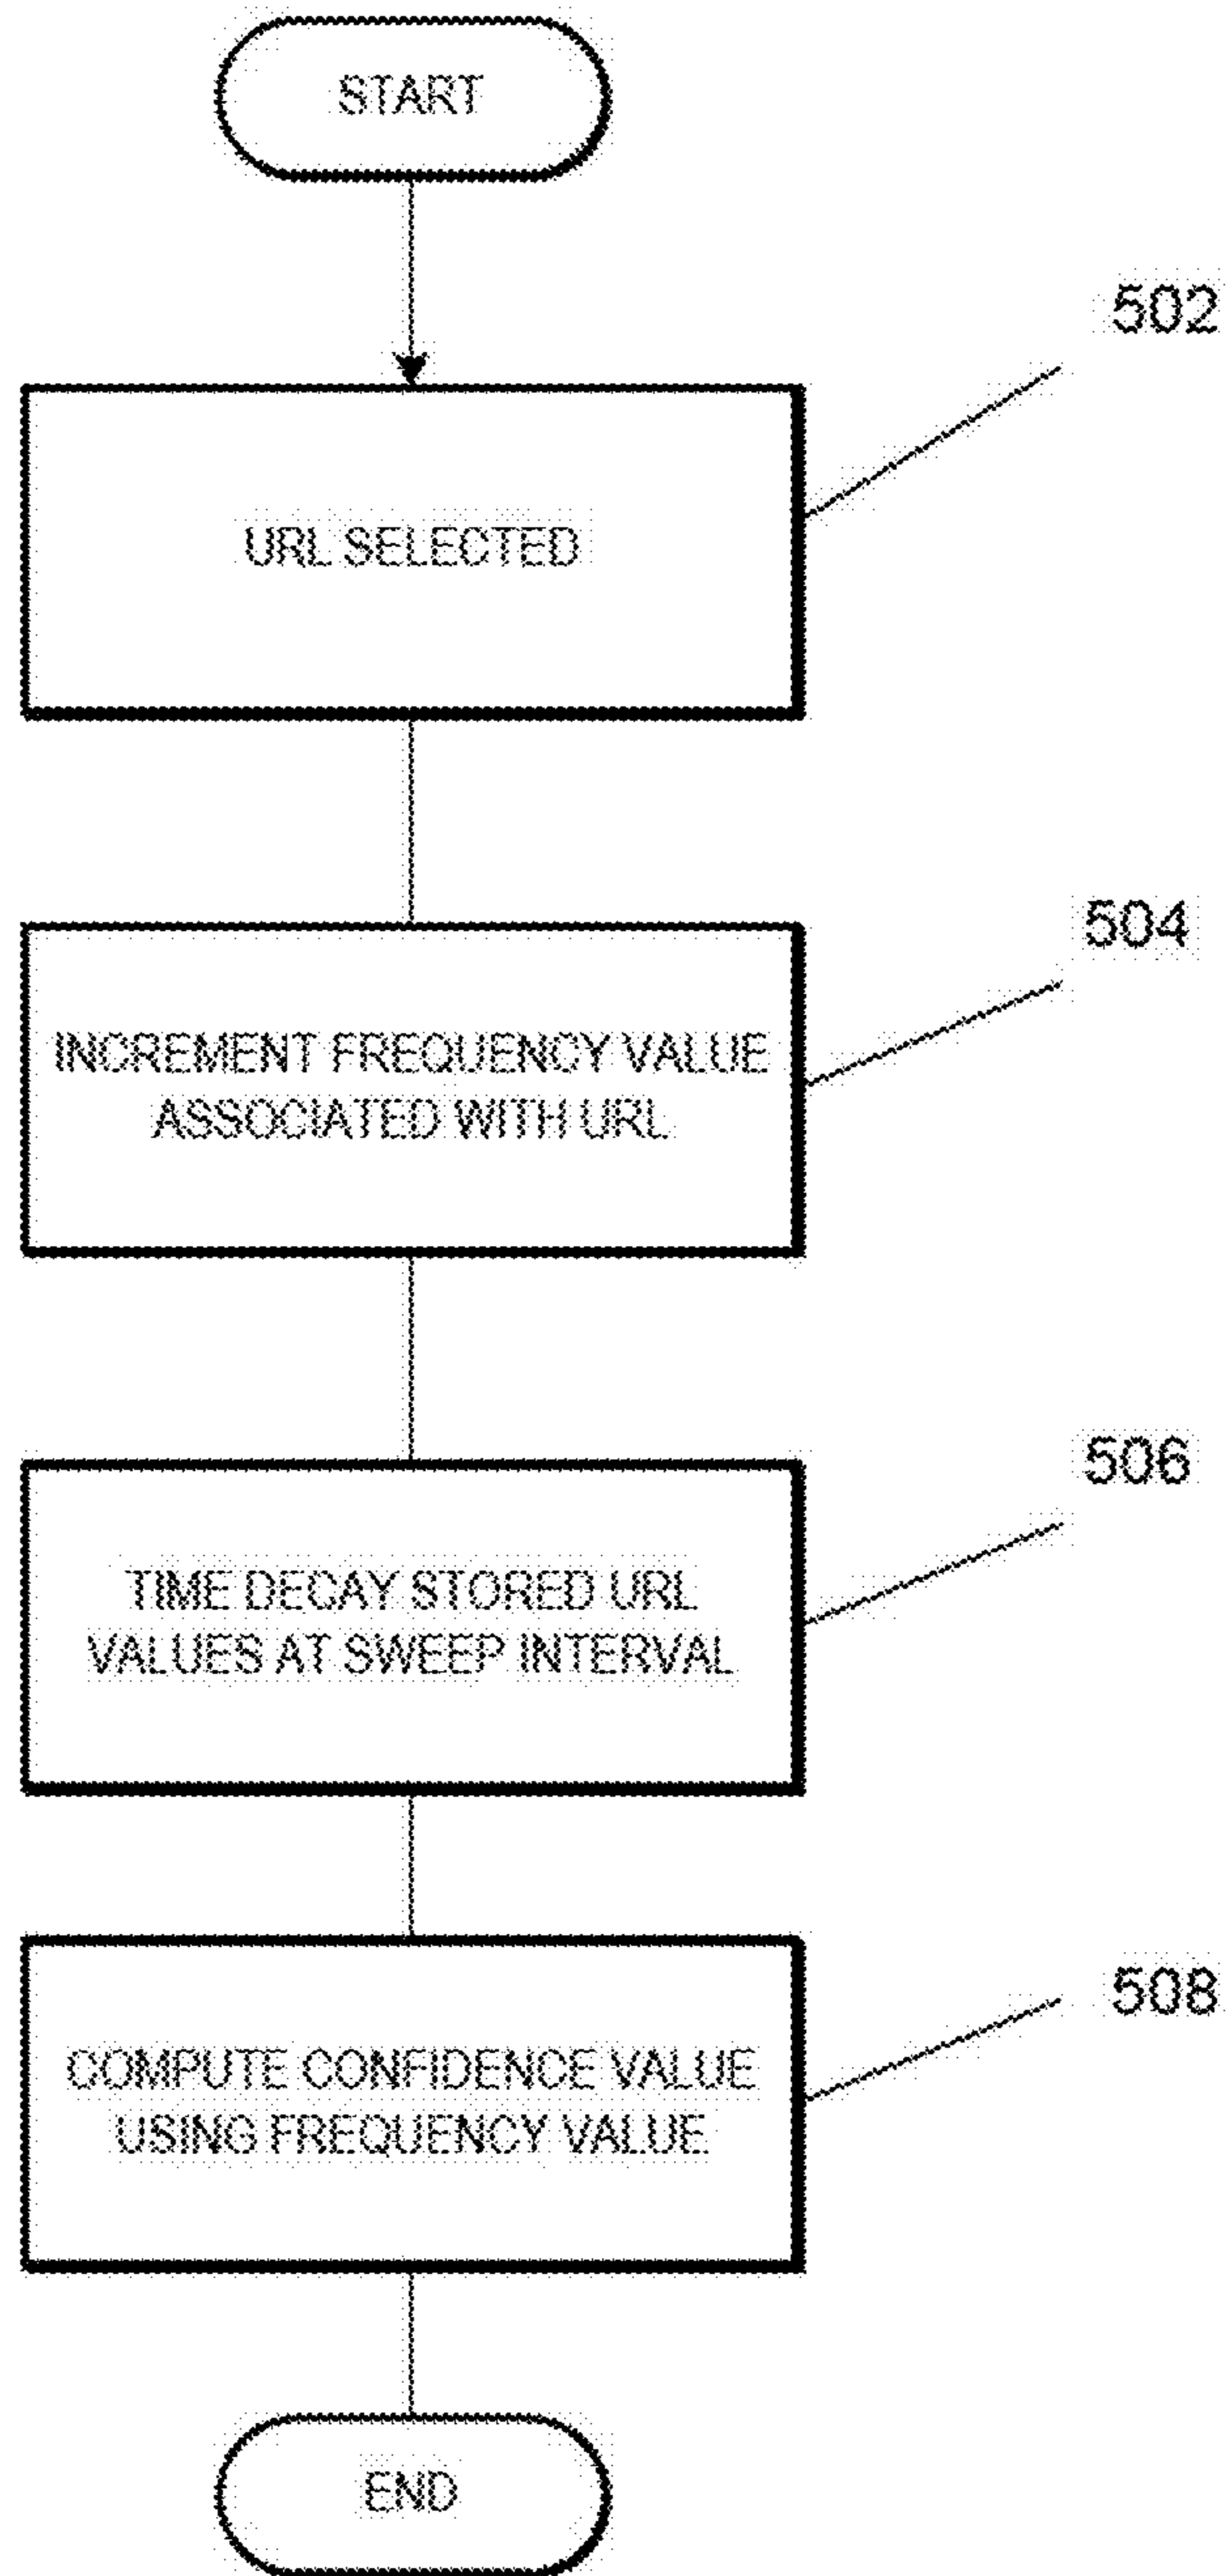 START
502
URL SELECTED
504
INCREMENT FREQUENCY VALUE
ASSOCIATED WITH URL
506
TIME DECAY STORED URL
VALUES AT SWEEP INTERVAL
508
COMPUTE CONFIDENCE VALUE
USING FREQUENCY VALUE
END